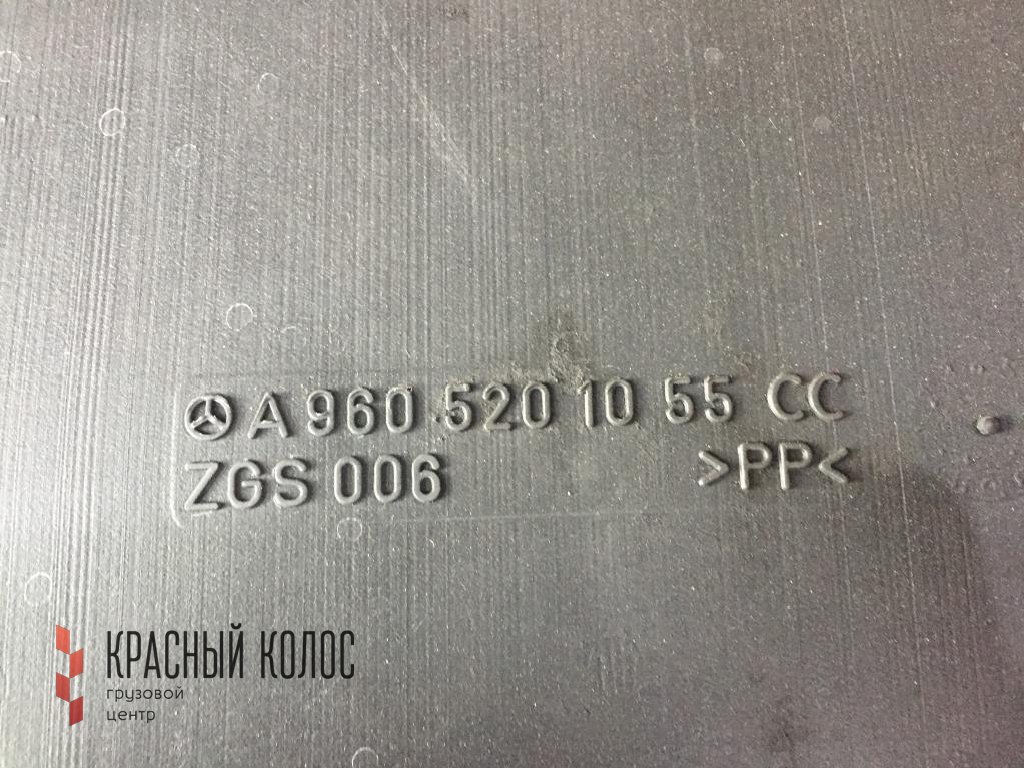 A 960 520 10 55 CC
ZGS 006 >PP<
КРАСНЫЙ КОЛОС
грузовой
центр